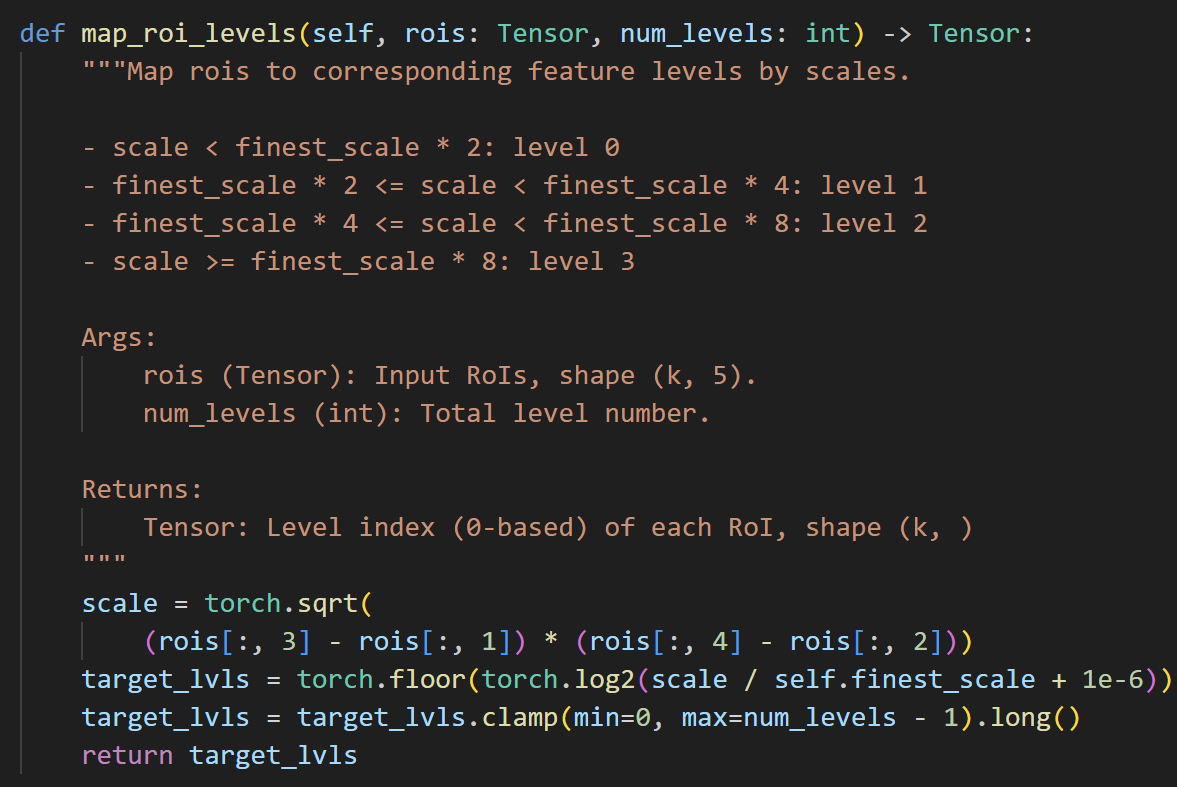 def map_roi_levels(self, rois: Tensor, num_levels: int) -> Tensor:
    """Map rois to corresponding feature levels by scales.

    - scale < finest_scale * 2: level 0
    - finest_scale * 2 <= scale < finest_scale * 4: level 1
    - finest_scale * 4 <= scale < finest_scale * 8: level 2
    - scale >= finest_scale * 8: level 3

    Args:
        rois (Tensor): Input RoIs, shape (k, 5).
        num_levels (int): Total level number.

    Returns:
        Tensor: Level index (0-based) of each RoI, shape (k, )
    """
    scale = torch.sqrt(
        (rois[:, 3] - rois[:, 1]) * (rois[:, 4] - rois[:, 2]))
    target_lvls = torch.floor(torch.log2(scale / self.finest_scale + 1e-6))
    target_lvls = target_lvls.clamp(min=0, max=num_levels - 1).long()
    return target_lvls